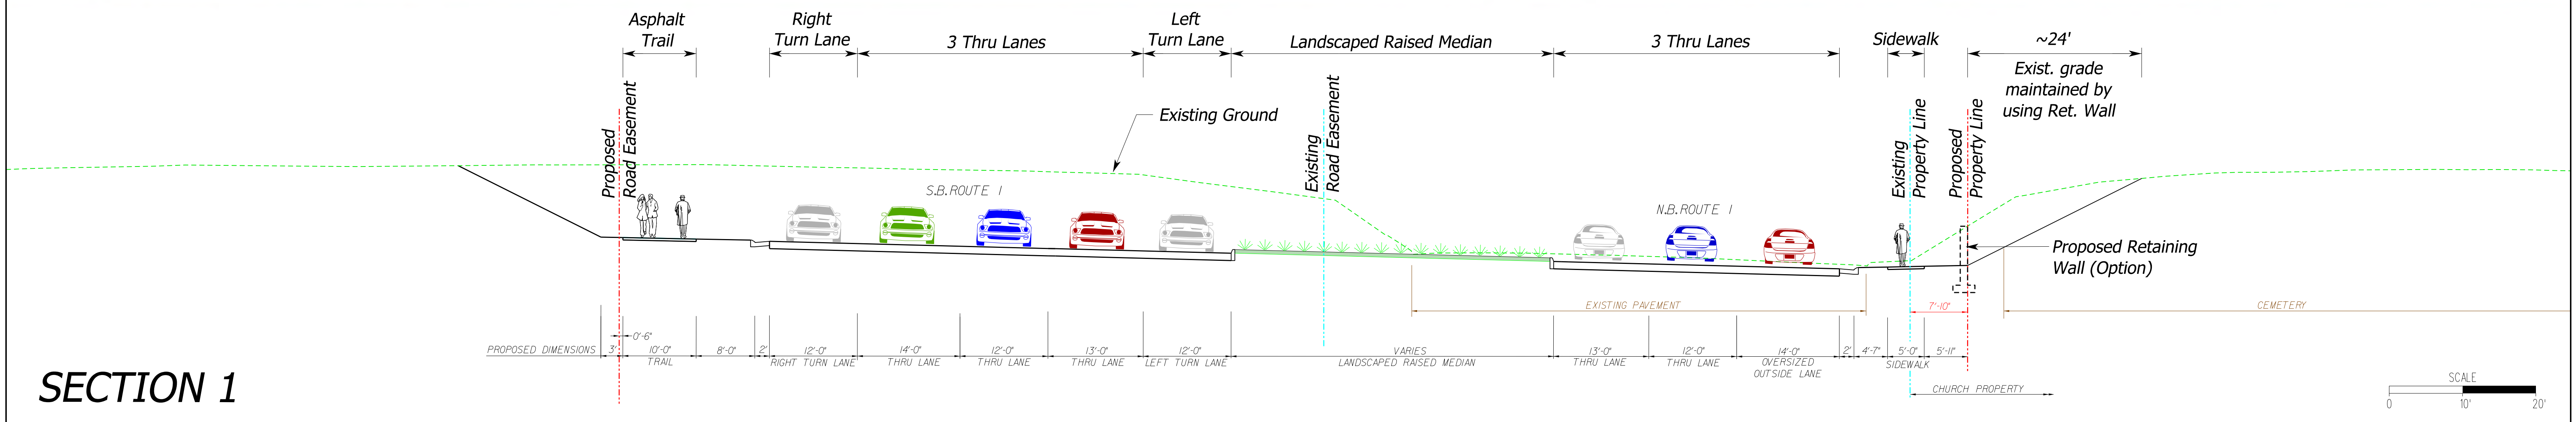 Asphalt
Trail
Right
Turn Lane
3 Thru Lanes
Left
Turn Lane
Landscaped Raised Median
3 Thru Lanes
Sidewalk
~24'
Exist. grade
maintained by
using Ret. Wall
Proposed
Road Easement
Existing Ground
Existing
Road Easement
Existing
Property Line
Proposed
Property Line
S.B. ROUTE 1
N.B. ROUTE 1
Proposed Retaining
Wall (Option)
EXISTING PAVEMENT
7'-10"
CEMETERY
0'-6"
PROPOSED DIMENSIONS 3' 10'-0" 8'-0" 2' 12'-0" 14'-0" 12'-0" 13'-0" 12'-0" VARIES 13'-0" 12'-0" 14'-0" 2' 4'-7" 5'-0" 5'-11"
TRAIL RIGHT TURN LANE THRU LANE THRU LANE THRU LANE LEFT TURN LANE LANDSCAPED RAISED MEDIAN THRU LANE THRU LANE OVERSIZED SIDEWALK
OUTSIDE LANE
CHURCH PROPERTY
SECTION 1
SCALE
0 10' 20'